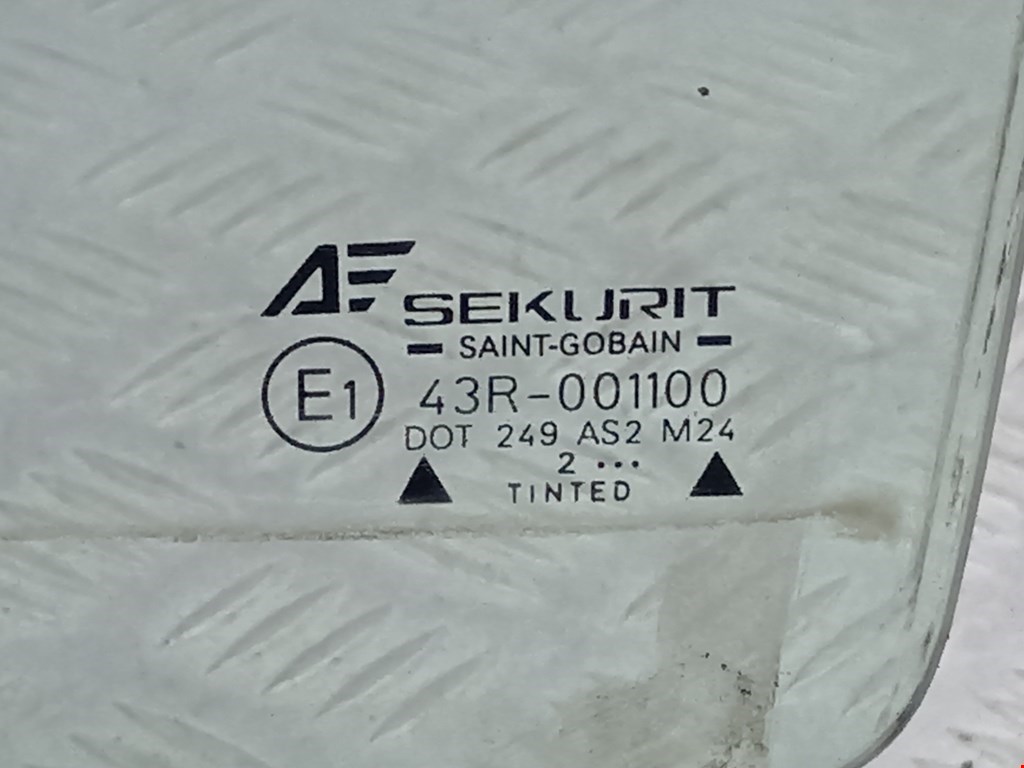 AF SEKURIT
SAINT-GOBAIN
E1 43R-001100
DOT 249 AS2 M24
2 ...
TINTED